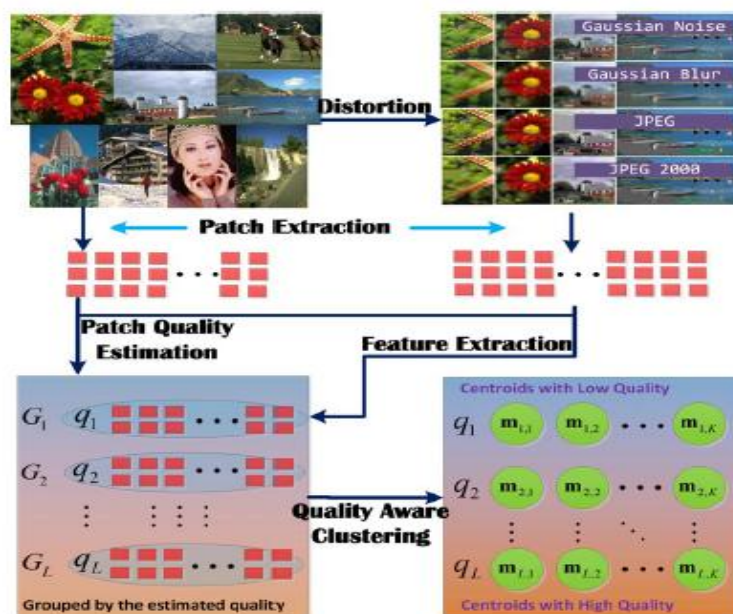 Gaussian Noise
Gaussian Blur
JPEG
JPEG 2000
Distortion
Patch Extraction
Patch Quality
Estimation
Feature Extraction
G1 q1
G2 q2
GL qL
Grouped by the estimated quality
Quality Aware
Clustering
Centroids with Low Quality
q1 m1,1 m1,2 • • • m1,K
q2 m2,1 m2,2 • • • m2,K
qL mL,1 mL,2 • • • mL,K
Centroids with High Quality